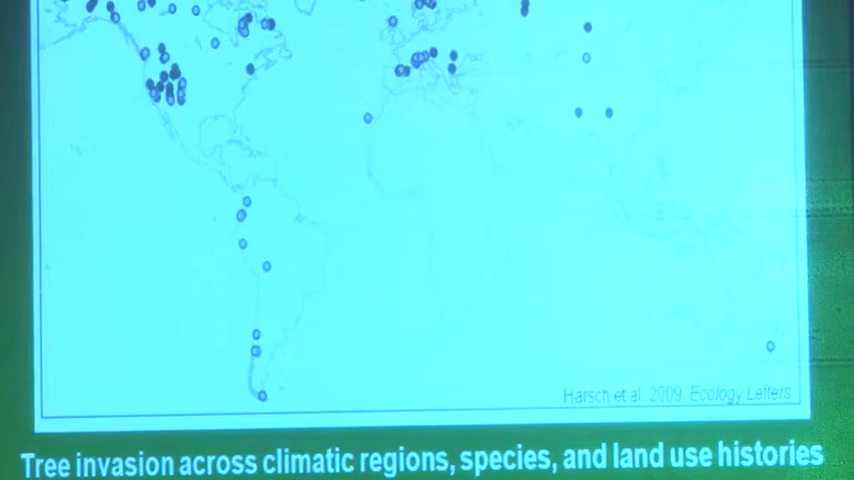 Harsch et al. 2009 Ecology Letters
Tree invasion across climatic regions, species, and land use histories